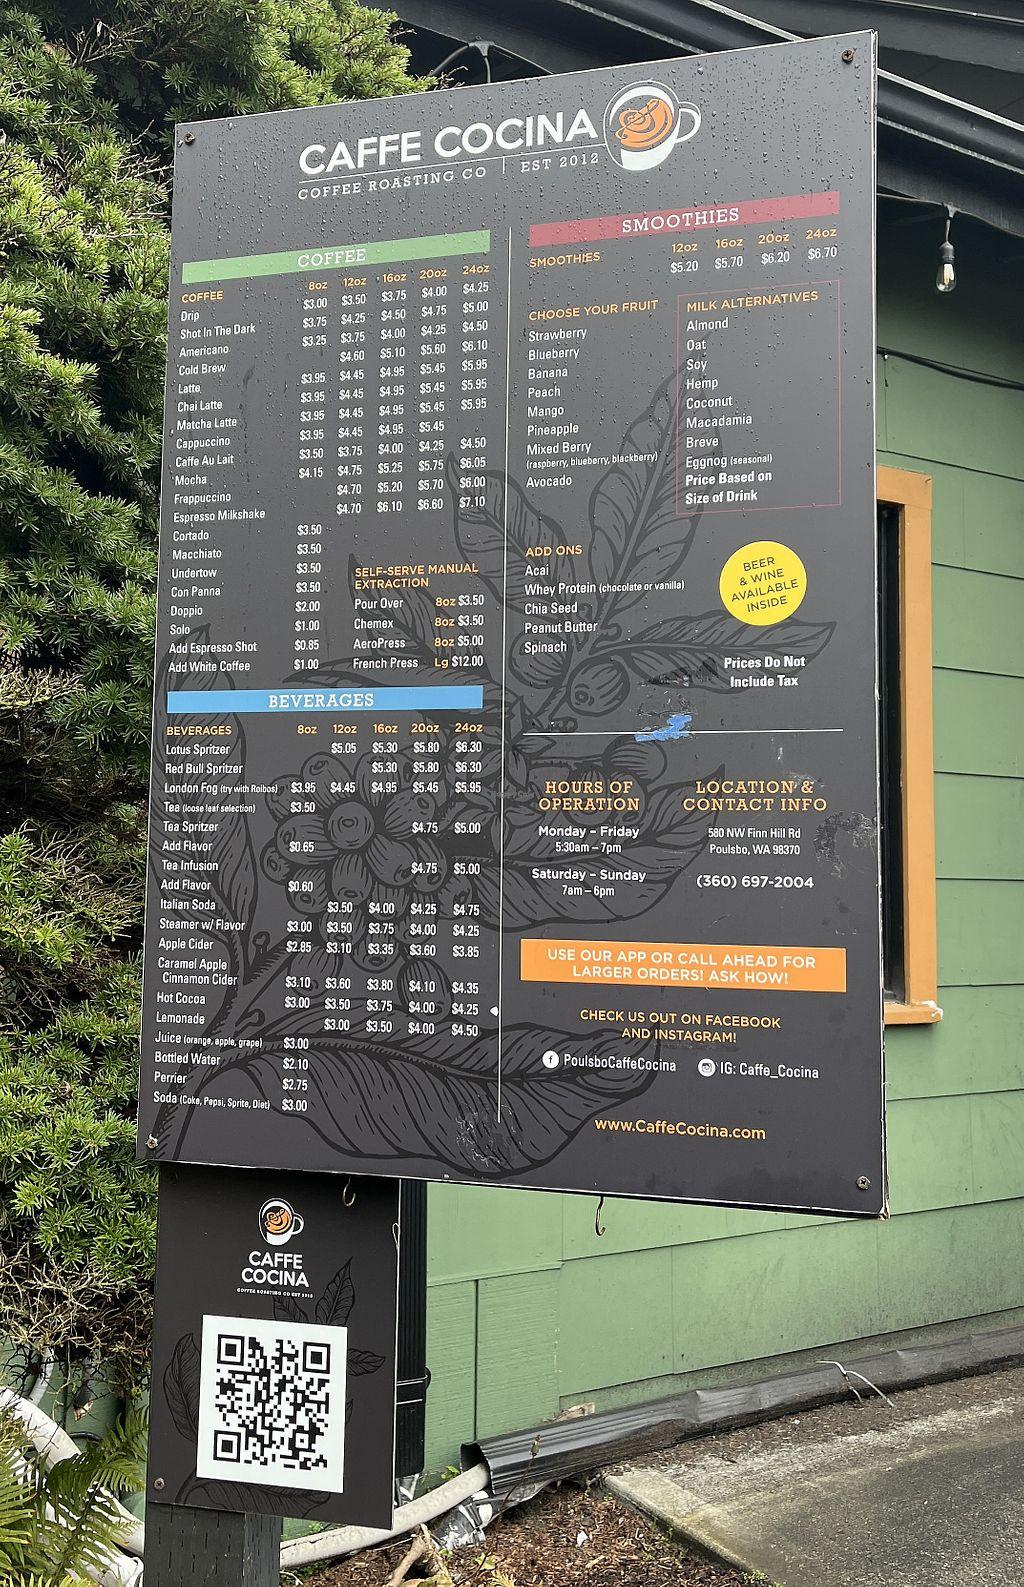 CAFFE COCINA
COFFEE ROASTING CO | EST 2012
COFFEE
COFFEE 8oz 12oz 16oz 20oz 24oz
Drip $3.00 $3.50 $3.75 $4.00 $4.25
Shot In The Dark $3.75 $4.25 $4.50 $4.75 $5.00
Americano $3.25 $3.75 $4.00 $4.25 $4.50
Cold Brew $4.60 $5.10 $5.60 $6.10
Latte $3.95 $4.45 $4.95 $5.45 $5.95
Chai Latte $3.95 $4.45 $4.95 $5.45 $5.95
Matcha Latte $3.95 $4.45 $4.95 $5.45 $5.95
Cappuccino $3.95 $4.45 $4.95 $5.45
Caffe Au Lait $3.50 $3.75 $4.00 $4.25 $4.50
Mocha $4.15 $4.75 $5.25 $5.75 $6.05
Frappuccino $4.70 $5.20 $5.70 $6.00
Espresso Milkshake $4.70 $6.10 $6.60 $7.10
Cortado $3.50
Macchiato $3.50
Undertow $3.50
Con Panna $3.50
Doppio $2.00
Solo $1.00
Add Espresso Shot $0.85
Add White Coffee $1.00
SELF-SERVE MANUAL
EXTRACTION
Pour Over 8oz $3.50
Chemex 8oz $3.50
AeroPress 8oz $5.00
French Press Lg $12.00
BEVERAGES
BEVERAGES 8oz 12oz 16oz 20oz 24oz
Lotus Spritzer $5.05 $5.30 $5.80 $6.30
Red Bull Spritzer $5.30 $5.80 $6.30
London Fog (try with Roibos) $3.95 $4.45 $4.95 $5.45 $5.95
Tea (loose leaf selection) $3.50
Tea Spritzer $4.75 $5.00
Add Flavor $0.65
Tea Infusion $4.75 $5.00
Add Flavor $0.60
Italian Soda $3.50 $4.00 $4.25 $4.75
Steamer w/ Flavor $3.00 $3.50 $3.75 $4.00 $4.25
Apple Cider $2.85 $3.10 $3.35 $3.60 $3.85
Caramel Apple
Cinnamon Cider $3.10 $3.60 $3.80 $4.10 $4.35
Hot Cocoa $3.00 $3.50 $3.75 $4.00 $4.25
Lemonade $3.00 $3.50 $4.00 $4.50
Juice (orange, apple, grape) $3.00
Bottled Water $2.10
Perrier $2.75
Soda (Coke, Pepsi, Sprite, Diet) $3.00
SMOOTHIES
SMOOTHIES 12oz 16oz 20oz 24oz
$5.20 $5.70 $6.20 $6.70
CHOOSE YOUR FRUIT
Strawberry
Blueberry
Banana
Peach
Mango
Pineapple
Mixed Berry
(raspberry, blueberry, blackberry)
Avocado
MILK ALTERNATIVES
Almond
Oat
Soy
Hemp
Coconut
Macadamia
Breve
Eggnog (seasonal)
Price Based on
Size of Drink
ADD ONS
Acai
Whey Protein (chocolate or vanilla)
Chia Seed
Peanut Butter
Spinach
BEER
& WINE
AVAILABLE
INSIDE
Prices Do Not
Include Tax
HOURS OF
OPERATION
Monday – Friday
5:30am – 7pm
Saturday – Sunday
7am – 6pm
LOCATION &
CONTACT INFO
580 NW Finn Hill Rd
Poulsbo, WA 98370
(360) 697-2004
USE OUR APP OR CALL AHEAD FOR
LARGER ORDERS! ASK HOW!
CHECK US OUT ON FACEBOOK
AND INSTAGRAM!
f PoulsboCaffeCocina IG: Caffe_Cocina
www.CaffeCocina.com
CAFFE
COCINA
COFFEE ROASTING CO EST 2012